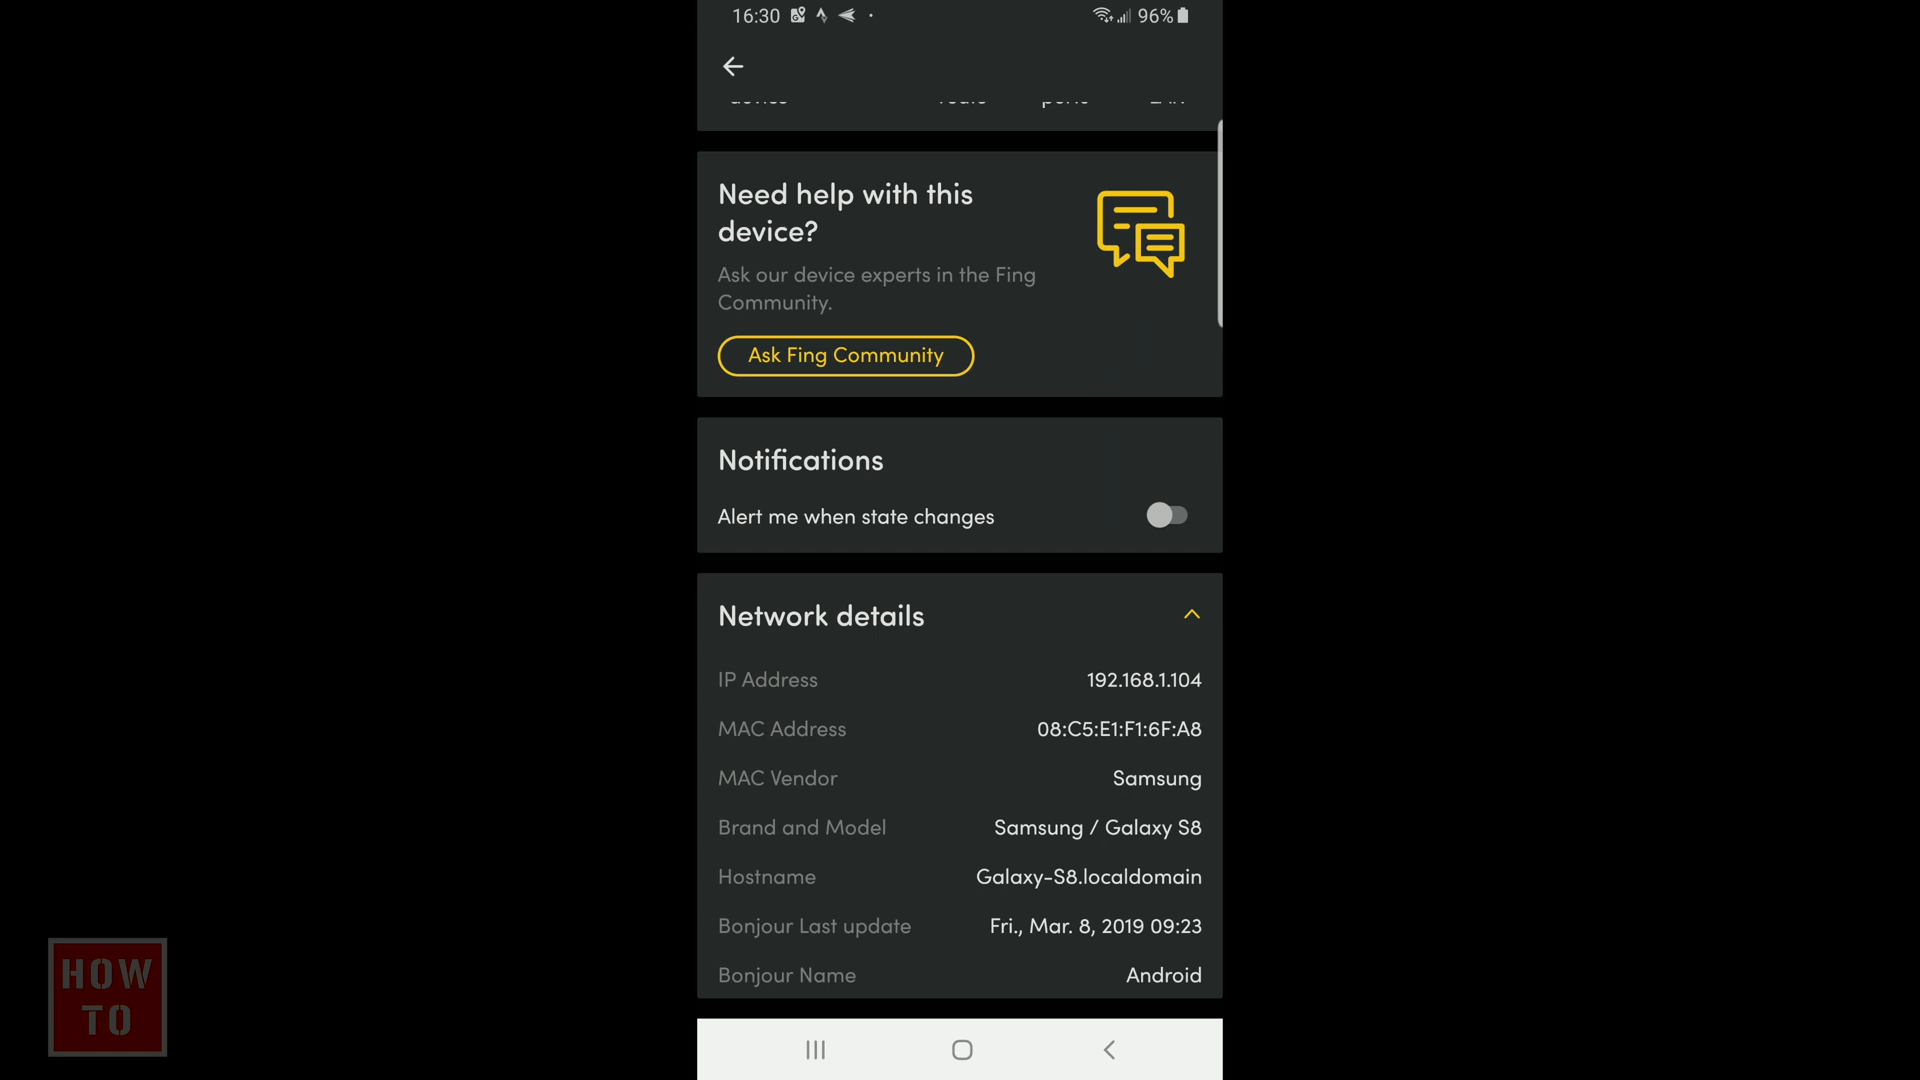 16:30
96%
Need help with this
device?
Ask our device experts in the Fing
Community.
Ask Fing Community
Notifications
Alert me when state changes
Network details
IP Address 192.168.1.104
MAC Address 08:C5:E1:F1:6F:A8
MAC Vendor Samsung
Brand and Model Samsung / Galaxy S8
Hostname Galaxy-S8.localdomain
Bonjour Last update Fri., Mar. 8, 2019 09:23
Bonjour Name Android
HOW
TO